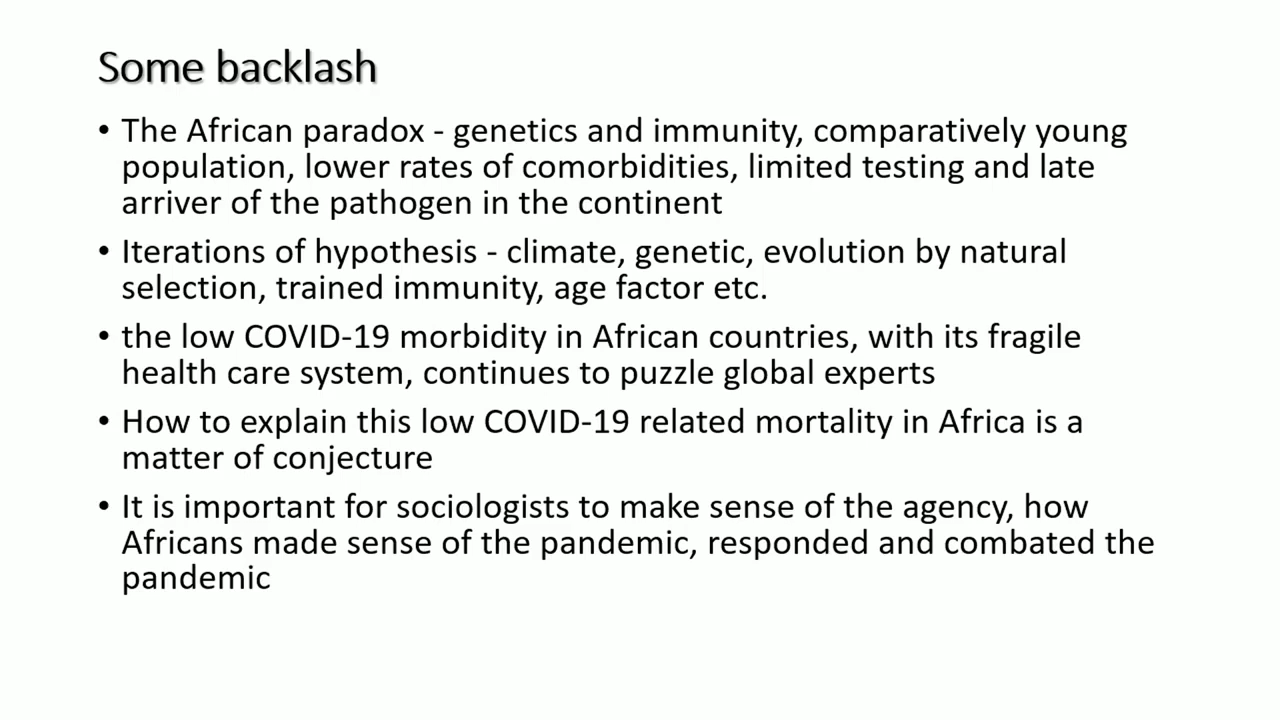 Some backlash
• The African paradox - genetics and immunity, comparatively young
population, lower rates of comorbidities, limited testing and late
arriver of the pathogen in the continent
• Iterations of hypothesis - climate, genetic, evolution by natural
selection, trained immunity, age factor etc.
• the low COVID-19 morbidity in African countries, with its fragile
health care system, continues to puzzle global experts
• How to explain this low COVID-19 related mortality in Africa is a
matter of conjecture
• It is important for sociologists to make sense of the agency, how
Africans made sense of the pandemic, responded and combated the
pandemic